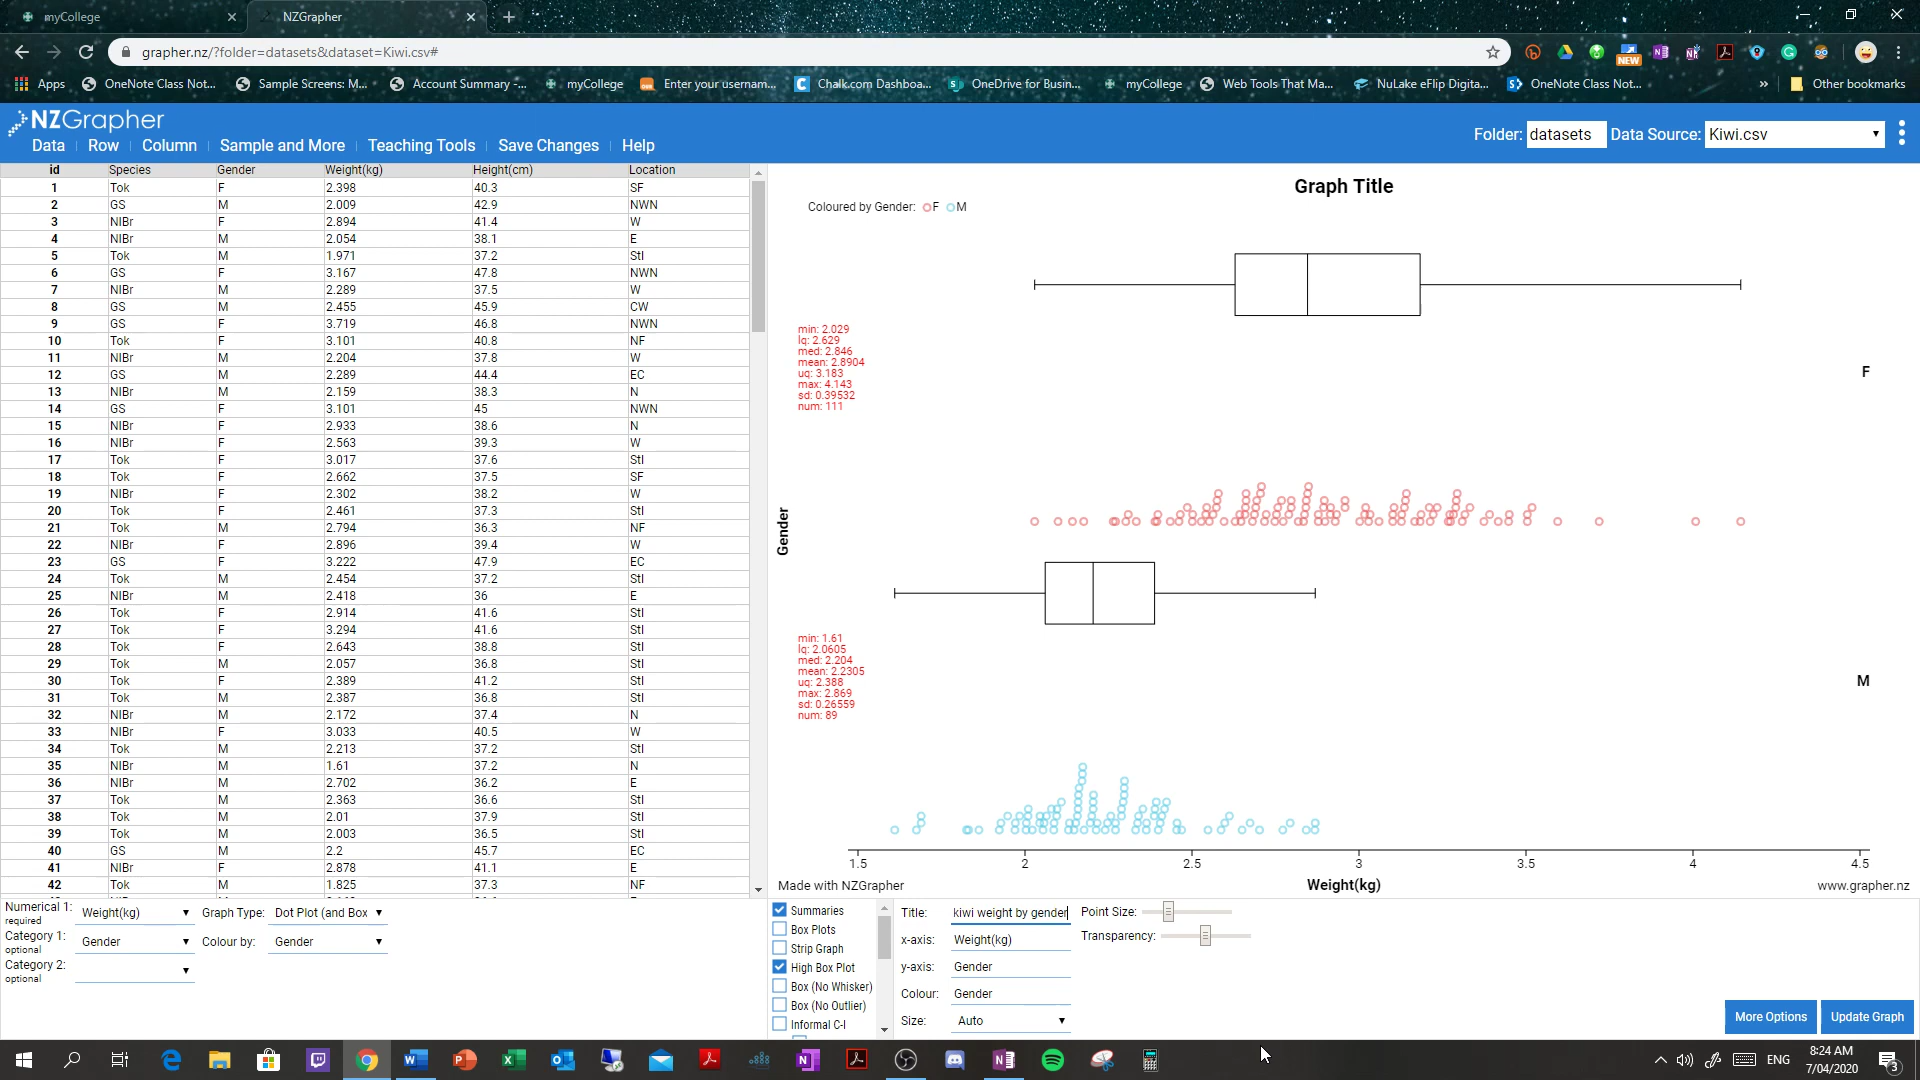 myCollege
NZGrapher
grapher.nz/?folder=datasets&dataset=Kiwi.csv#
NEW
Apps
OneNote Class Not...
Sample Screens: M...
Account Summary -...
myCollege
Enter your usernam...
Chalk.com Dashboa...
OneDrive for Busin...
myCollege
Web Tools That Ma...
NuLake eFlip Digita...
OneNote Class Not...
»
Other bookmarks
NZGrapher
Data
Row
Column
Sample and More
Teaching Tools
Save Changes
Help
Folder: datasets Data Source: Kiwi.csv
id Species Gender Weight(kg) Height(cm) Location
1 Tok F 2.398 40.3 SF
2 GS M 2.009 42.9 NWN
3 NIBr F 2.894 41.4 W
4 NIBr M 2.054 38.1 E
5 Tok M 1.971 37.2 StI
6 GS F 3.167 47.8 NWN
7 NIBr M 2.289 37.5 W
8 GS M 2.455 45.9 CW
9 GS F 3.719 46.8 NWN
10 Tok F 3.101 40.8 NF
11 NIBr M 2.204 37.8 W
12 GS M 2.289 44.4 EC
13 NIBr M 2.159 38.3 N
14 GS F 3.101 45 NWN
15 NIBr F 2.933 38.6 N
16 NIBr F 2.563 39.3 W
17 Tok F 3.017 37.6 StI
18 Tok F 2.662 37.5 SF
19 NIBr F 2.302 38.2 W
20 Tok F 2.461 37.3 StI
21 Tok M 2.794 36.3 NF
22 NIBr F 2.896 39.4 W
23 GS F 3.222 47.9 EC
24 Tok M 2.454 37.2 StI
25 NIBr M 2.418 36 E
26 Tok F 2.914 41.6 StI
27 Tok F 3.294 41.6 StI
28 Tok F 2.643 38.8 StI
29 Tok M 2.057 36.8 StI
30 Tok F 2.389 41.2 StI
31 Tok M 2.387 36.8 StI
32 NIBr M 2.172 37.4 N
33 NIBr F 3.033 40.5 W
34 Tok M 2.213 37.2 StI
35 NIBr M 1.61 37.2 N
36 NIBr M 2.702 36.2 E
37 Tok M 2.363 36.6 StI
38 Tok M 2.01 37.9 StI
39 Tok M 2.003 36.5 StI
40 GS M 2.2 45.7 EC
41 NIBr F 2.878 41.1 E
42 Tok M 1.825 37.3 NF
Graph Title
Coloured by Gender: F M
min: 2.029
lq: 2.629
med: 2.846
mean: 2.8904
uq: 3.183
max: 4.143
sd: 0.39532
num: 111
F
Gender
min: 1.61
lq: 2.0605
med: 2.204
mean: 2.2305
uq: 2.388
max: 2.869
sd: 0.26559
num: 89
M
1.5 2 2.5 3 3.5 4 4.5
Made with NZGrapher
Weight(kg)
www.grapher.nz
Numerical 1:
required
Weight(kg)
Graph Type: Dot Plot (and Box
Category 1:
optional
Gender
Colour by: Gender
Category 2:
optional
Summaries
Box Plots
Strip Graph
High Box Plot
Box (No Whisker)
Box (No Outlier)
Informal C-I
Title: kiwi weight by gender
x-axis: Weight(kg)
y-axis: Gender
Colour: Gender
Size: Auto
Point Size:
Transparency:
More Options
Update Graph
ENG
8:24 AM
7/04/2020
3